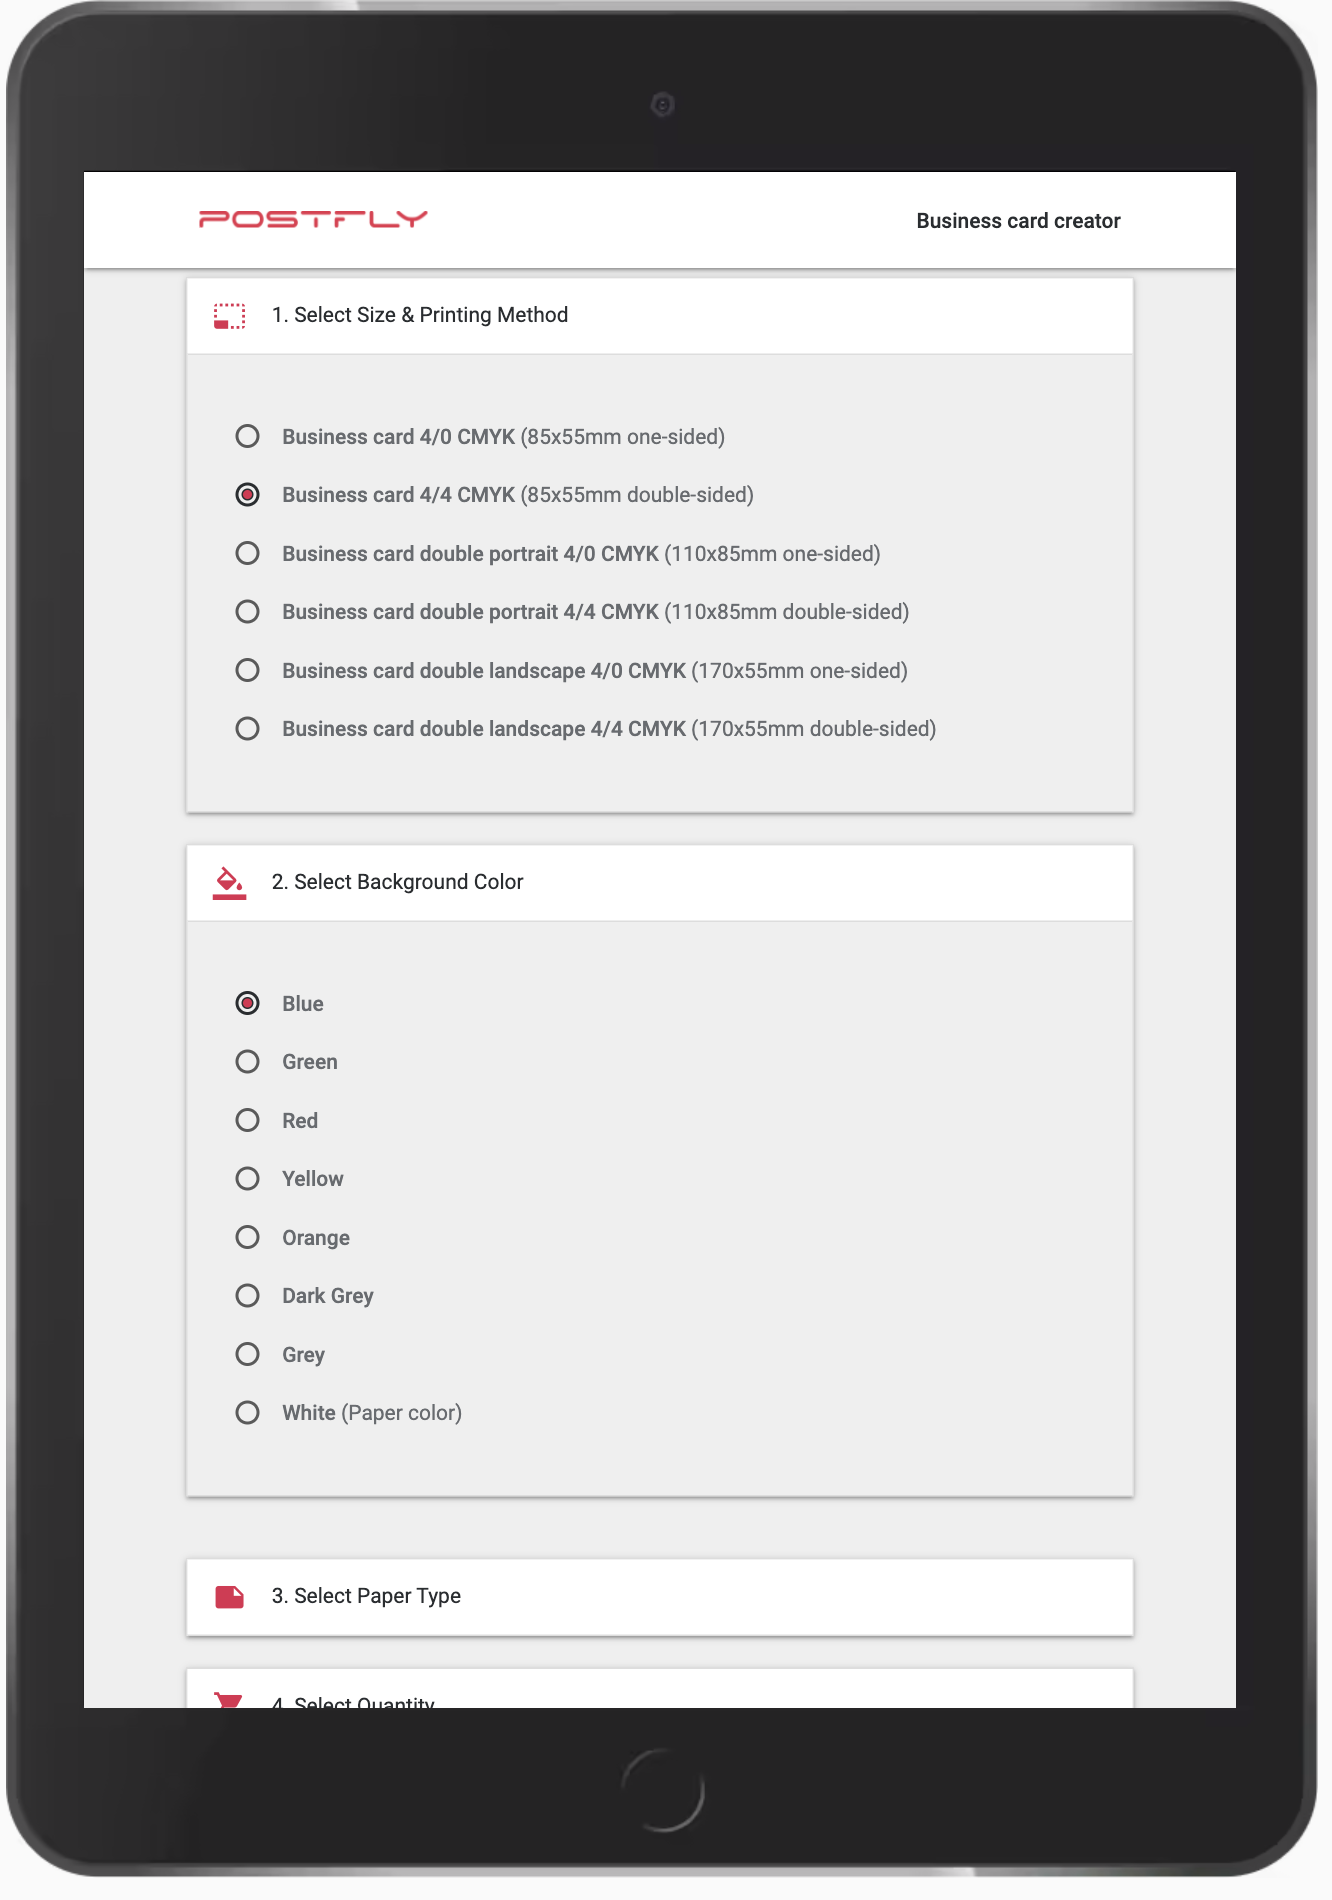 POSTFLY
Business card creator
1. Select Size & Printing Method
Business card 4/0 CMYK (85x55mm one-sided)
Business card 4/4 CMYK (85x55mm double-sided)
Business card double portrait 4/0 CMYK (110x85mm one-sided)
Business card double portrait 4/4 CMYK (110x85mm double-sided)
Business card double landscape 4/0 CMYK (170x55mm one-sided)
Business card double landscape 4/4 CMYK (170x55mm double-sided)
2. Select Background Color
Blue
Green
Red
Yellow
Orange
Dark Grey
Grey
White (Paper color)
3. Select Paper Type
4. Select Quantity